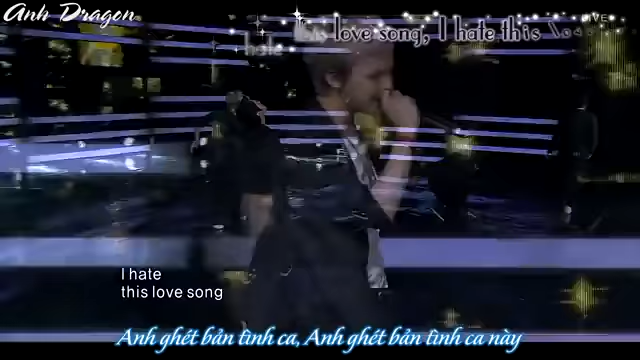 Anh Dragon
LIVE
this love song, I hate this
I hate
this love song
Anh ghét bản tình ca, Anh ghét bản tình ca này